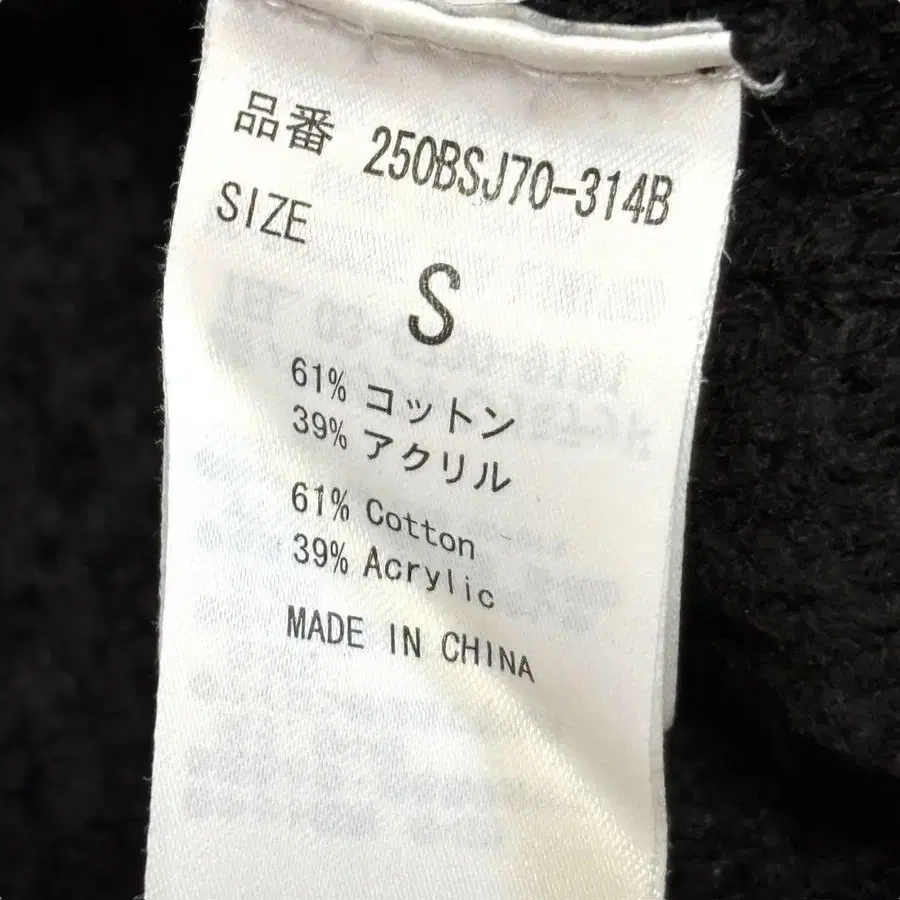 品番 250BSJ70-314B
SIZE
S
61% コットン
39% アクリル
61% Cotton
39% Acrylic
MADE IN CHINA